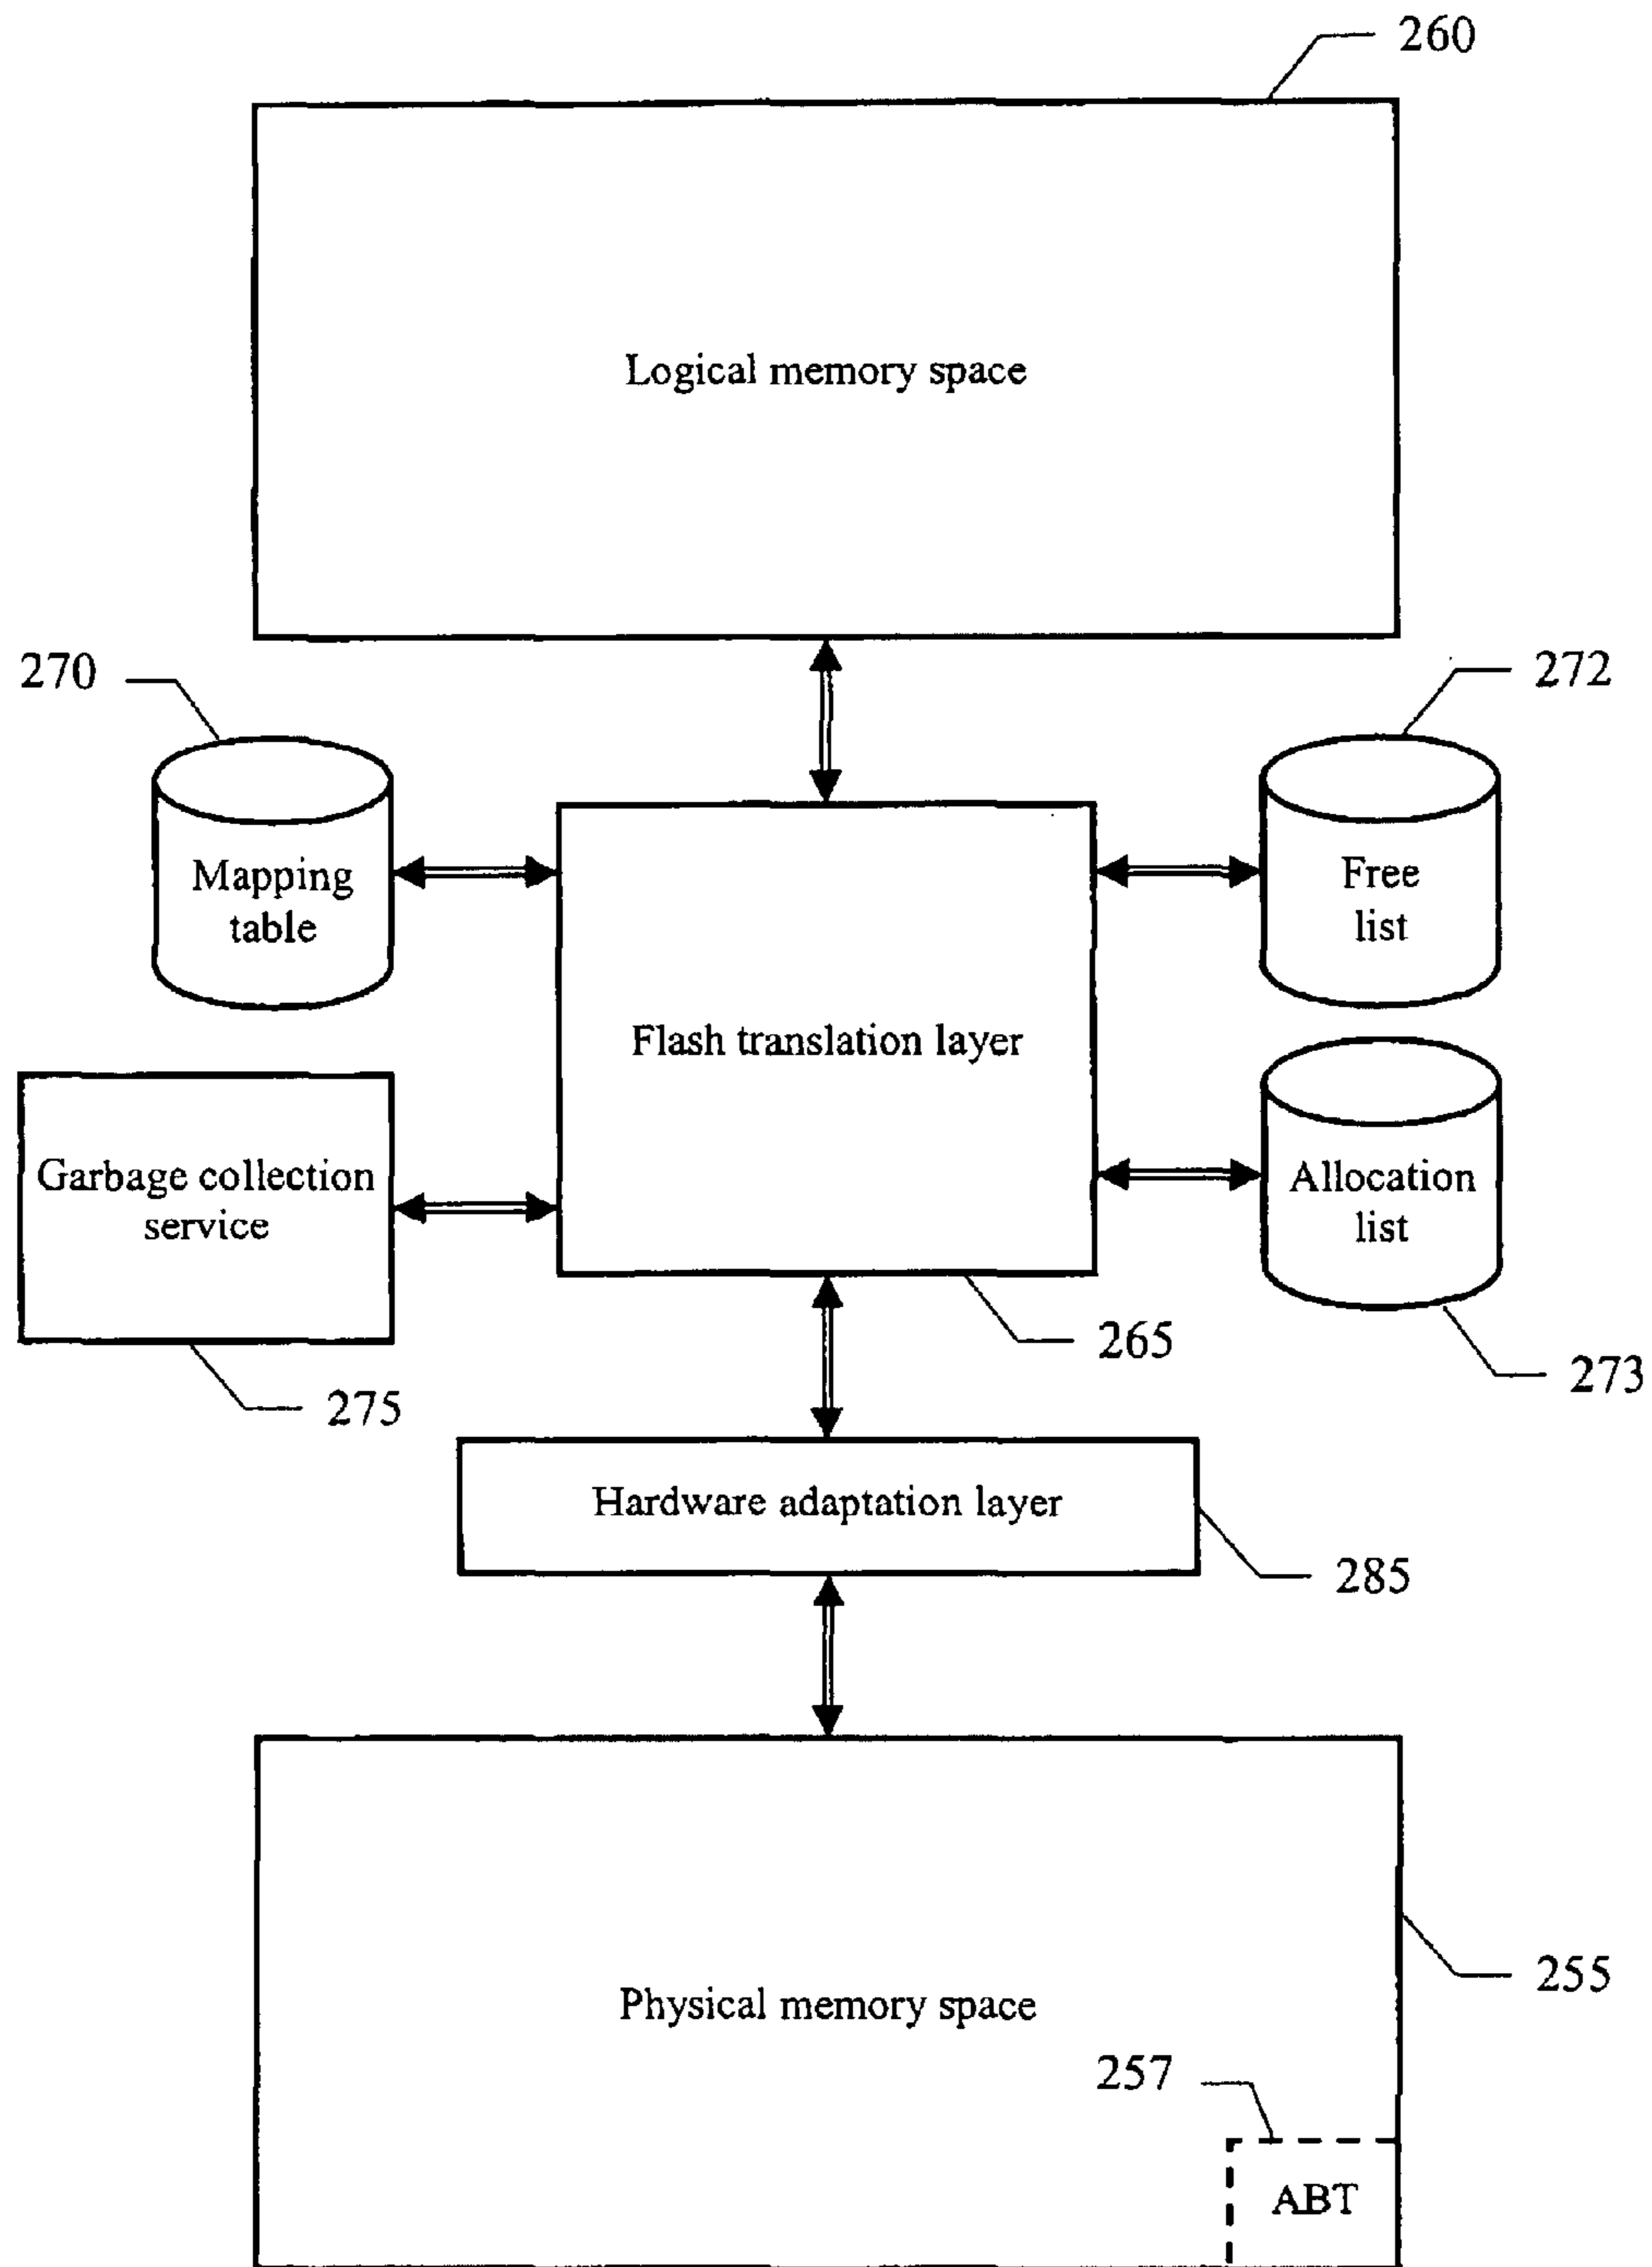 260
Logical memory space
270
272
Mapping
table
Free
list
Flash translation layer
Garbage collection
service
Allocation
list
265
273
275
Hardware adaptation layer
285
255
Physical memory space
257
ABT